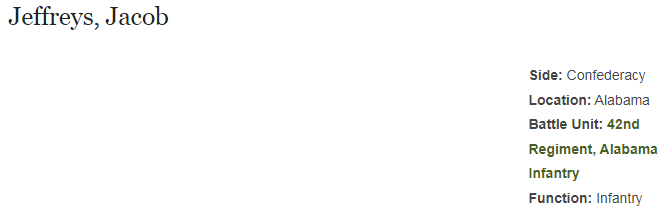 Jeffreys, Jacob
Side: Confederacy
Location: Alabama
Battle Unit: 42nd
Regiment, Alabama
Infantry
Function: Infantry